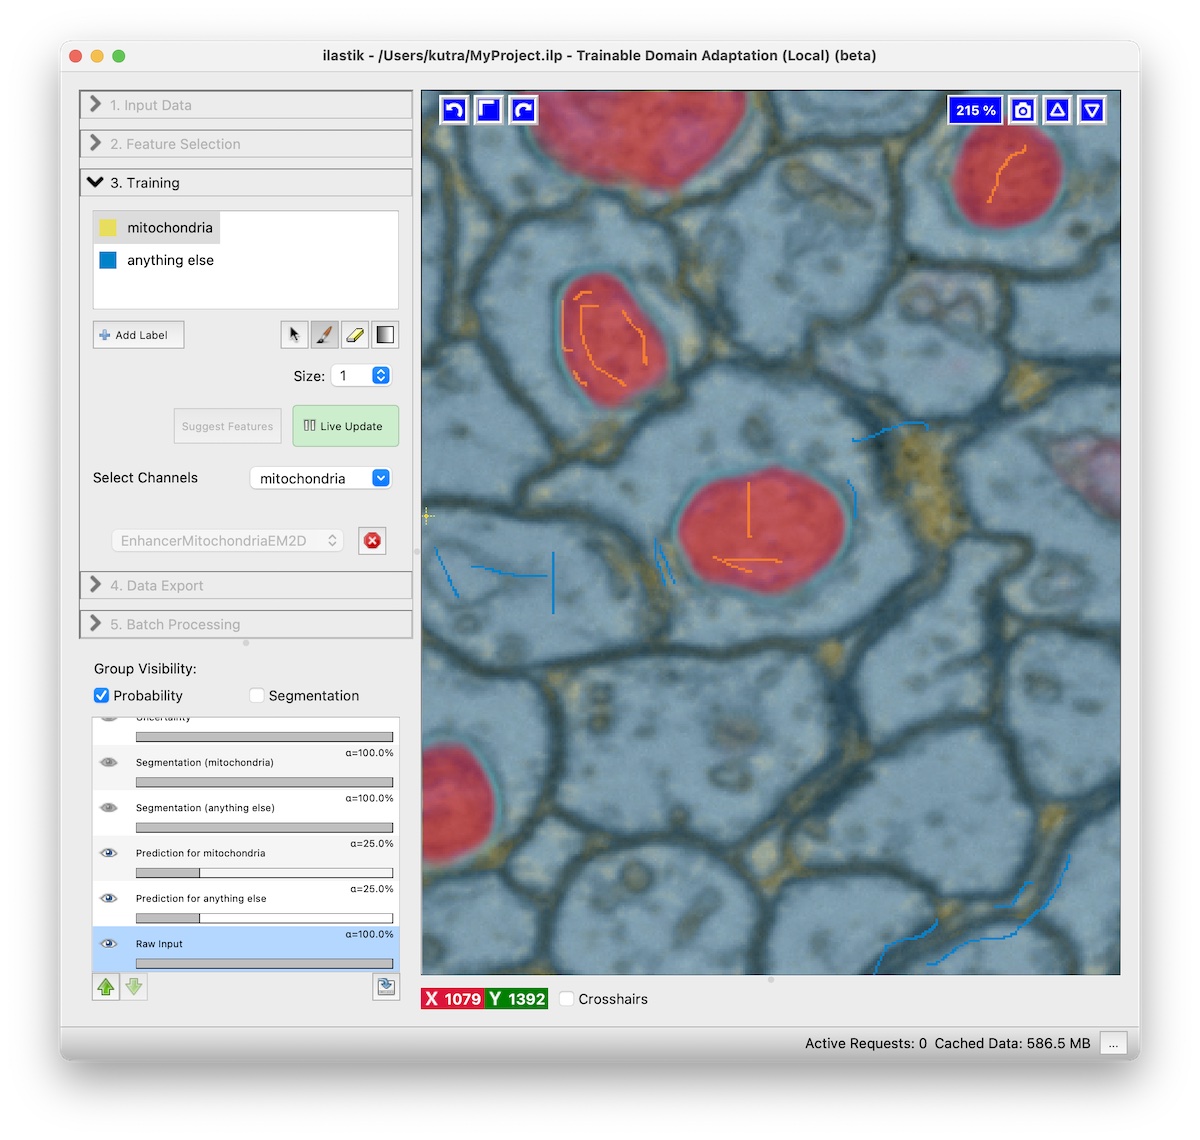 ilastik - /Users/kutra/MyProject.ilp - Trainable Domain Adaptation (Local) (beta)
1. Input Data
2. Feature Selection
3. Training
mitochondria
anything else
Add Label
Size: 1
Suggest Features
Live Update
Select Channels mitochondria
EnhancerMitochondriaEM2D
4. Data Export
5. Batch Processing
Group Visibility:
Probability Segmentation
Uncertainty
α=100.0%
Segmentation (mitochondria)
α=100.0%
Segmentation (anything else)
α=25.0%
Prediction for mitochondria
α=25.0%
Prediction for anything else
α=100.0%
Raw Input
215 %
X 1079 Y 1392 Crosshairs
Active Requests: 0 Cached Data: 586.5 MB ...